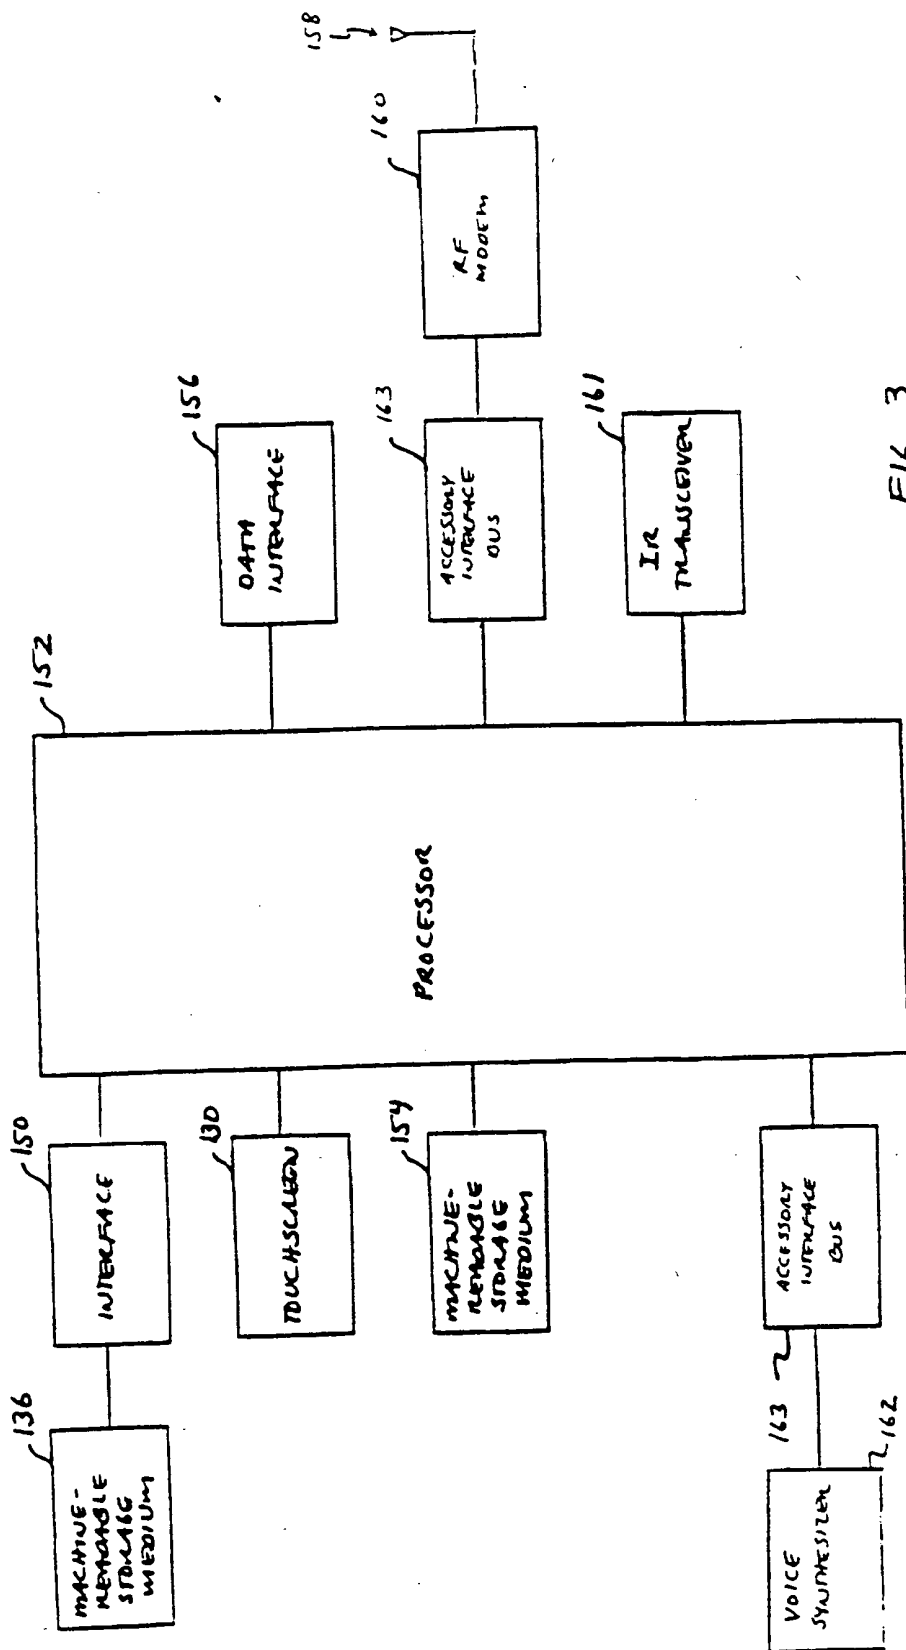 136
MACHINE-
READABLE
STORAGE
MEDIUM
150
INTERFACE
130
TOUCHSCREEN
154
MACHINE-
READABLE
STORAGE
MEDIUM
163
ACCESSORY
INTERFACE
BUS
162
VOICE
SYNTHESIZER
152
PROCESSOR
156
DATA
INTERFACE
163
ACCESSORY
INTERFACE
BUS
160
RF
MODEM
158
161
IR
TRANSCEIVER
FIG 3